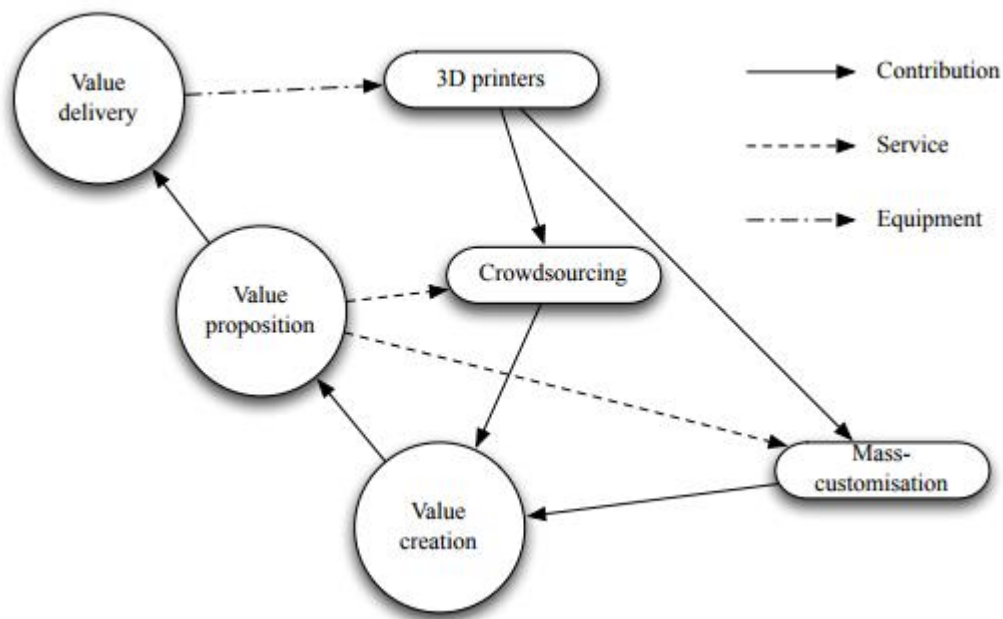 Value
delivery
3D printers
Contribution
Service
Equipment
Crowdsourcing
Value
proposition
Mass-
customisation
Value
creation